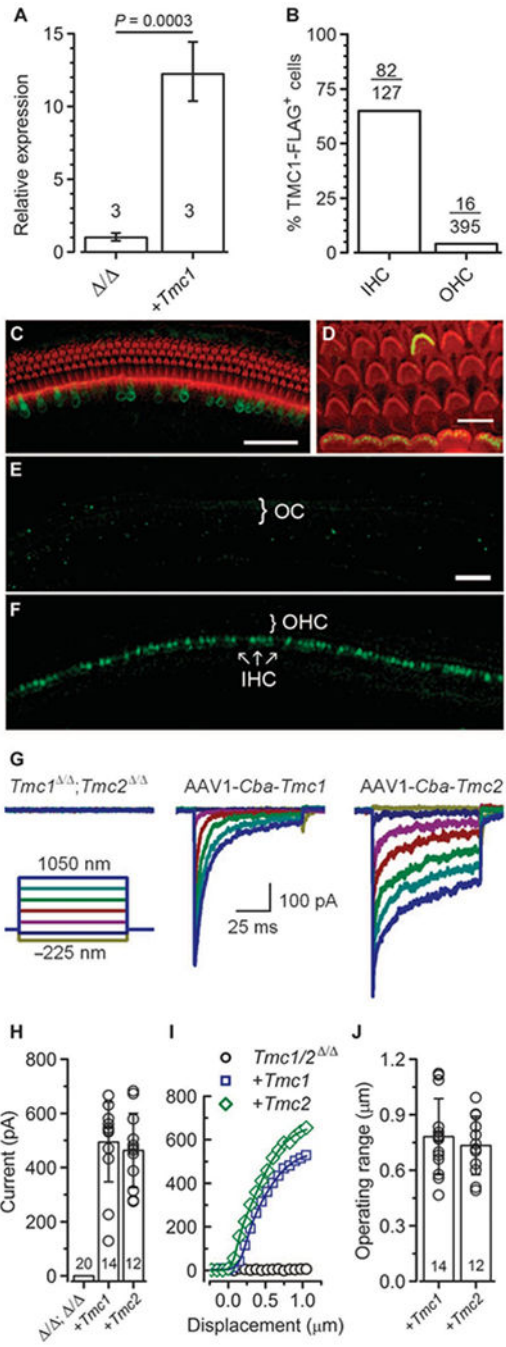 A
P = 0.0003
Relative expression
15
10
5
0
3
3
Δ/Δ
+Tmc1
B
% TMC1-FLAG+ cells
100
75
50
25
0
82
127
16
395
IHC
OHC
C
D
E
} OC
F
} OHC
IHC
G
Tmc1Δ/Δ;Tmc2Δ/Δ
AAV1-Cba-Tmc1
AAV1-Cba-Tmc2
1050 nm
–225 nm
100 pA
25 ms
H
Current (pA)
800
600
400
200
0
20
14
12
Δ/Δ; Δ/Δ
+Tmc1
+Tmc2
I
Tmc1/2Δ/Δ
+Tmc1
+Tmc2
800
600
400
200
0
0.0
0.5
1.0
Displacement (μm)
J
Operating range (μm)
1.2
0.9
0.6
0.3
0.0
14
12
+Tmc1
+Tmc2